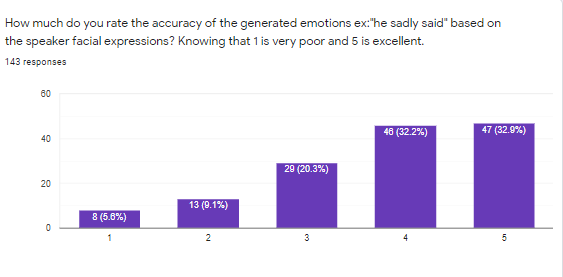 How much do you rate the accuracy of the generated emotions ex:"he sadly said" based on
the speaker facial expressions? Knowing that 1 is very poor and 5 is excellent.
143 responses
60
40
20
0
8 (5.6%)
13 (9.1%)
29 (20.3%)
46 (32.2%)
47 (32.9%)
1 2 3 4 5